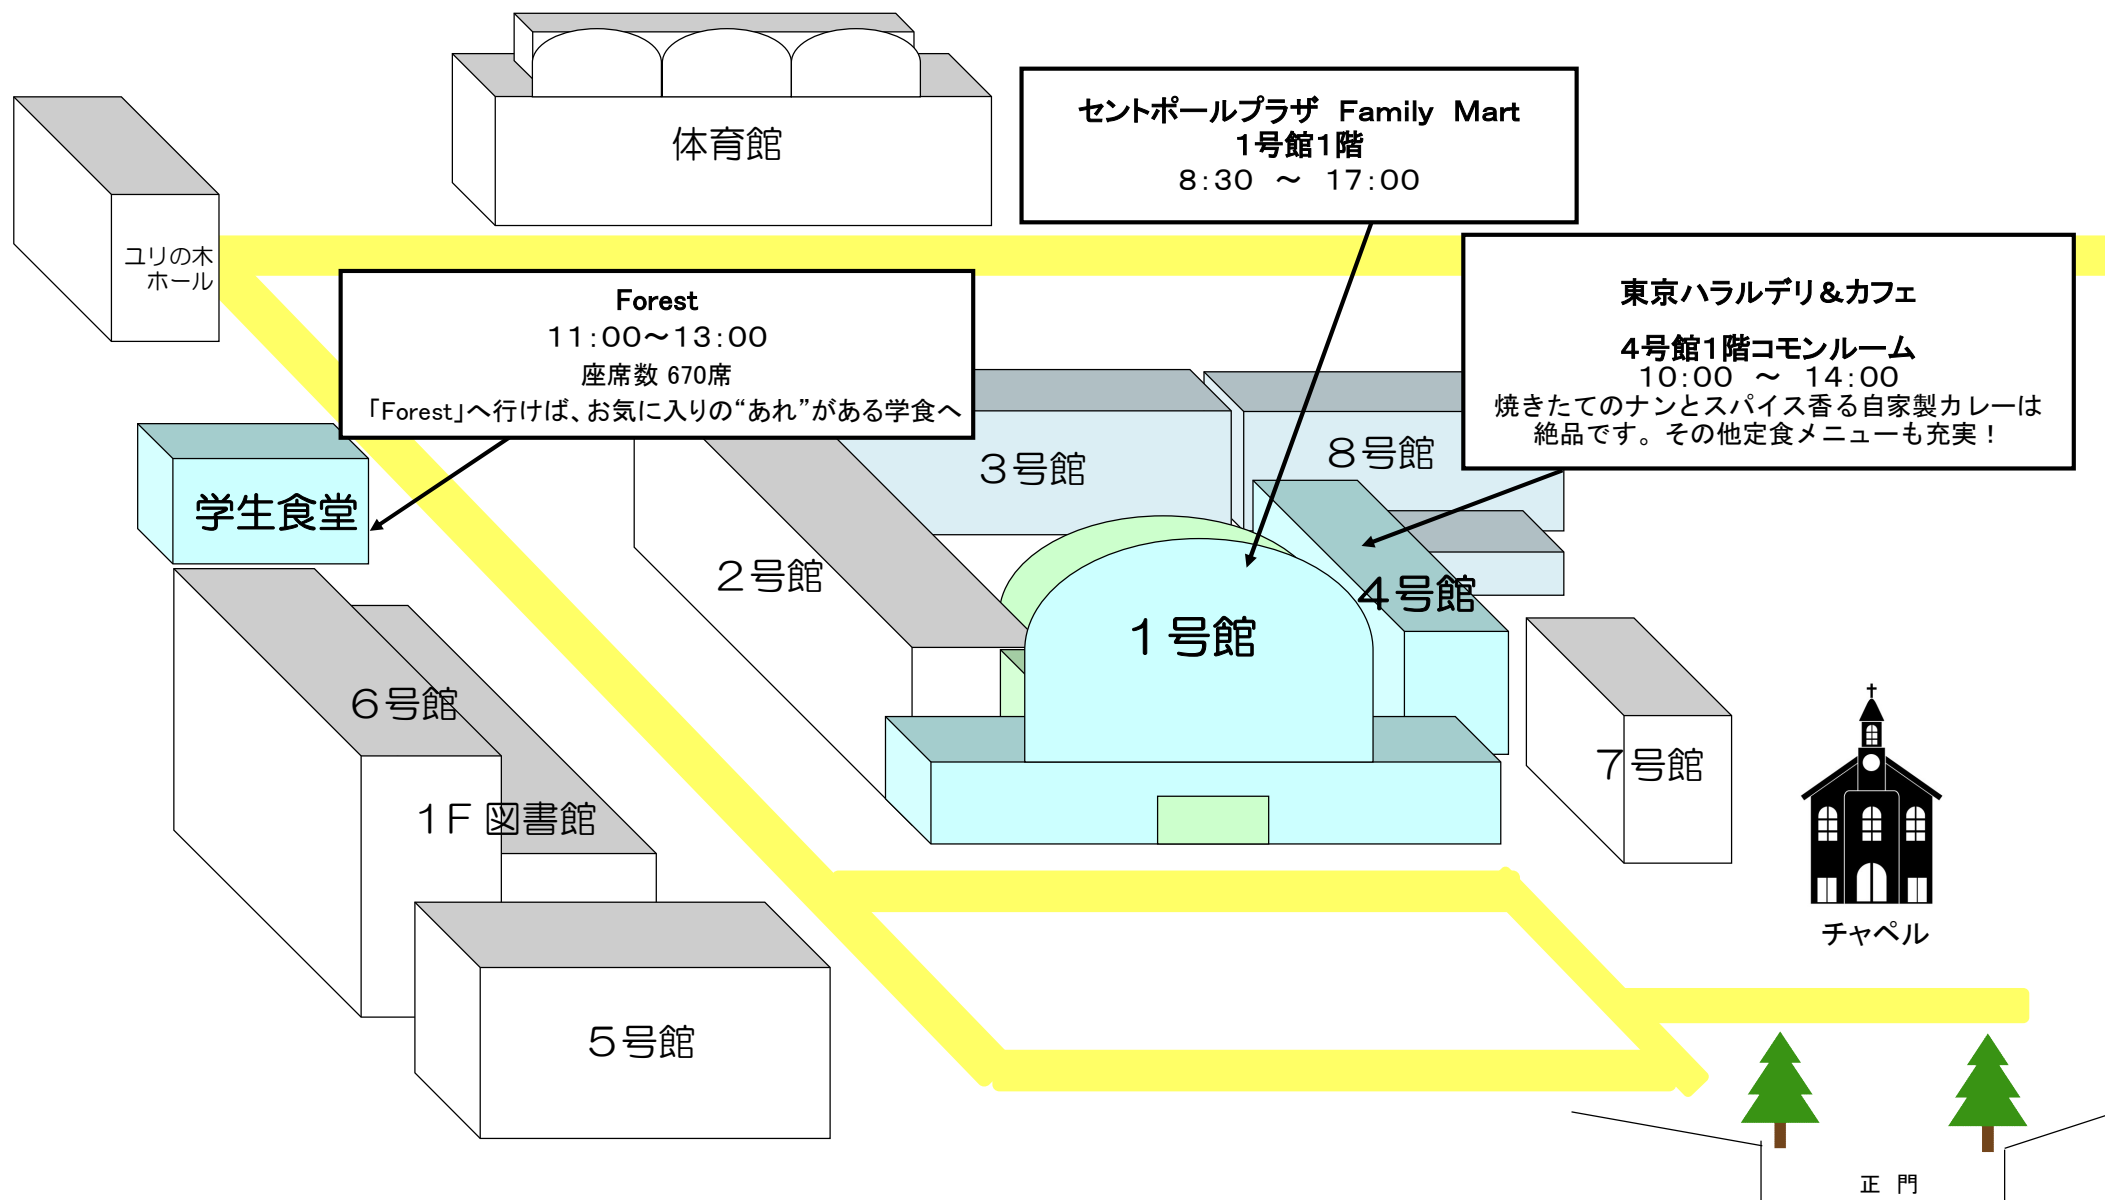 体育館
セントポールプラザ Family Mart
1号館1階
8:30 ～ 17:00
ユリの木
ホール
Forest
11:00～13:00
座席数 670席
「Forest」へ行けば、お気に入りの“あれ”がある学食へ
東京ハラルデリ&カフェ
4号館1階コモンルーム
10:00 ～ 14:00
焼きたてのナンとスパイス香る自家製カレーは
絶品です。その他定食メニューも充実！
学生食堂
3号館
8号館
2号館
4号館
1号館
6号館
7号館
1F 図書館
チャペル
5号館
正 門